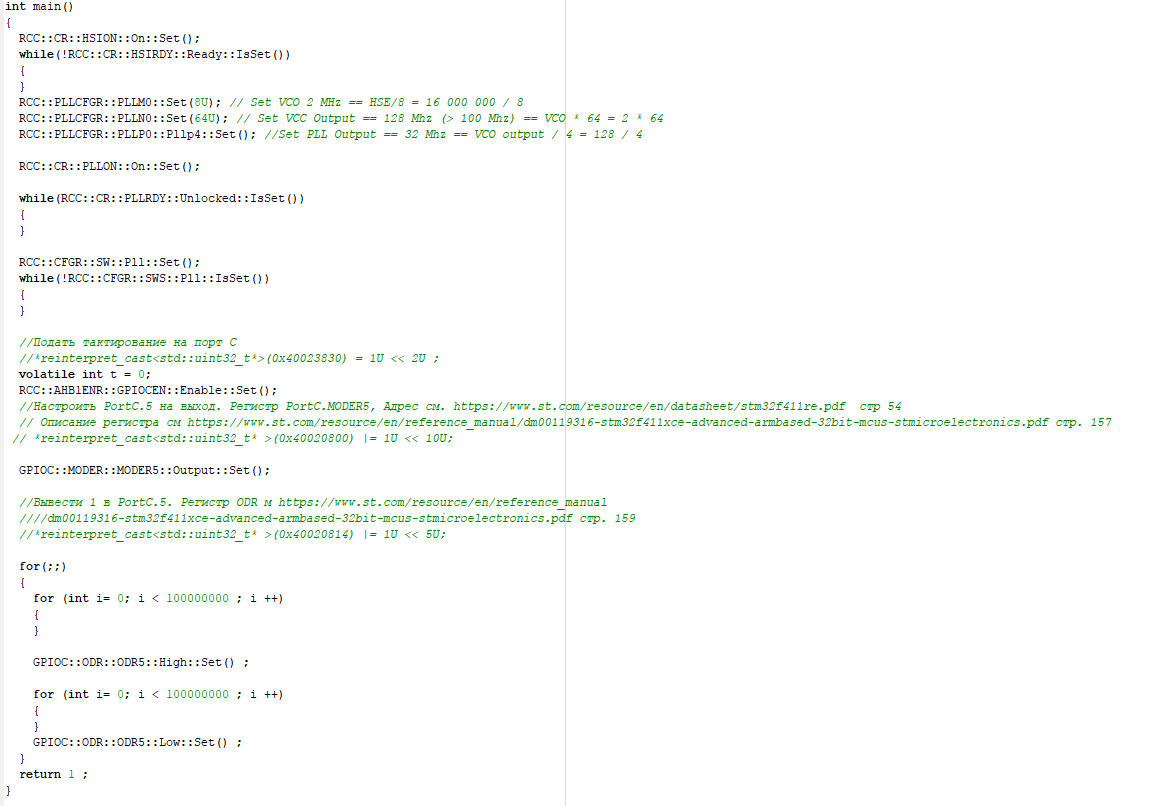 int main()
{
RCC::CR::HSION::On::Set();
while(!RCC::CR::HSIRDY::Ready::IsSet())
{
}
RCC::PLLCFGR::PLLM0::Set(8U); // Set VCO 2 MHz == HSE/8 = 16 000 000 / 8
RCC::PLLCFGR::PLLN0::Set(64U); // Set VCC Output == 128 Mhz (> 100 Mhz) == VCO * 64 = 2 * 64
RCC::PLLCFGR::PLLP0::Pllp4::Set(); //Set PLL Output == 32 Mhz == VCO output / 4 = 128 / 4
RCC::CR::PLLON::On::Set();
while(RCC::CR::PLLRDY::Unlocked::IsSet())
{
}
RCC::CFGR::SW::Pll::Set();
while(!RCC::CFGR::SWS::Pll::IsSet())
{
}
//Подать тактирование на порт С
//*reinterpret_cast<std::uint32_t*>(0x40023830) = 1U << 2U ;
volatile int t = 0;
RCC::AHB1ENR::GPIOCEN::Enable::Set();
//Настроить PortC.5 на выход. Регистр PortC.MODER5, Адрес см. https://www.st.com/resource/en/datasheet/stm32f411re.pdf стр 54
// Описание регистра см https://www.st.com/resource/en/reference_manual/dm00119316-stm32f411xce-advanced-armbased-32bit-mcus-stmicroelectronics.pdf стр. 157
// *reinterpret_cast<std::uint32_t* >(0x40020800) |= 1U << 10U;
GPIOC::MODER::MODER5::Output::Set();
//Вывести 1 в PortC.5. Регистр ODR м https://www.st.com/resource/en/reference_manual
////dm00119316-stm32f411xce-advanced-armbased-32bit-mcus-stmicroelectronics.pdf стр. 159
//*reinterpret_cast<std::uint32_t* >(0x40020814) |= 1U << 5U;
for(;;)
{
for (int i= 0; i < 100000000 ; i ++)
{
}
GPIOC::ODR::ODR5::High::Set() ;
for (int i= 0; i < 100000000 ; i ++)
{
}
GPIOC::ODR::ODR5::Low::Set() ;
}
return 1 ;
}